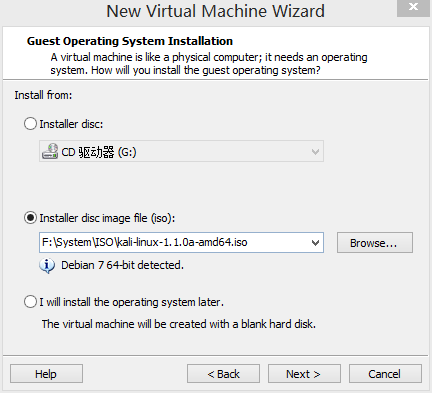 New Virtual Machine Wizard
Guest Operating System Installation
A virtual machine is like a physical computer; it needs an operating
system. How will you install the guest operating system?
Install from:
Installer disc:
CD 驱动器 (G:)
Installer disc image file (iso):
F:\System\ISO\kali-linux-1.1.0a-amd64.iso
Browse...
Debian 7 64-bit detected.
I will install the operating system later.
The virtual machine will be created with a blank hard disk.
Help
< Back
Next >
Cancel